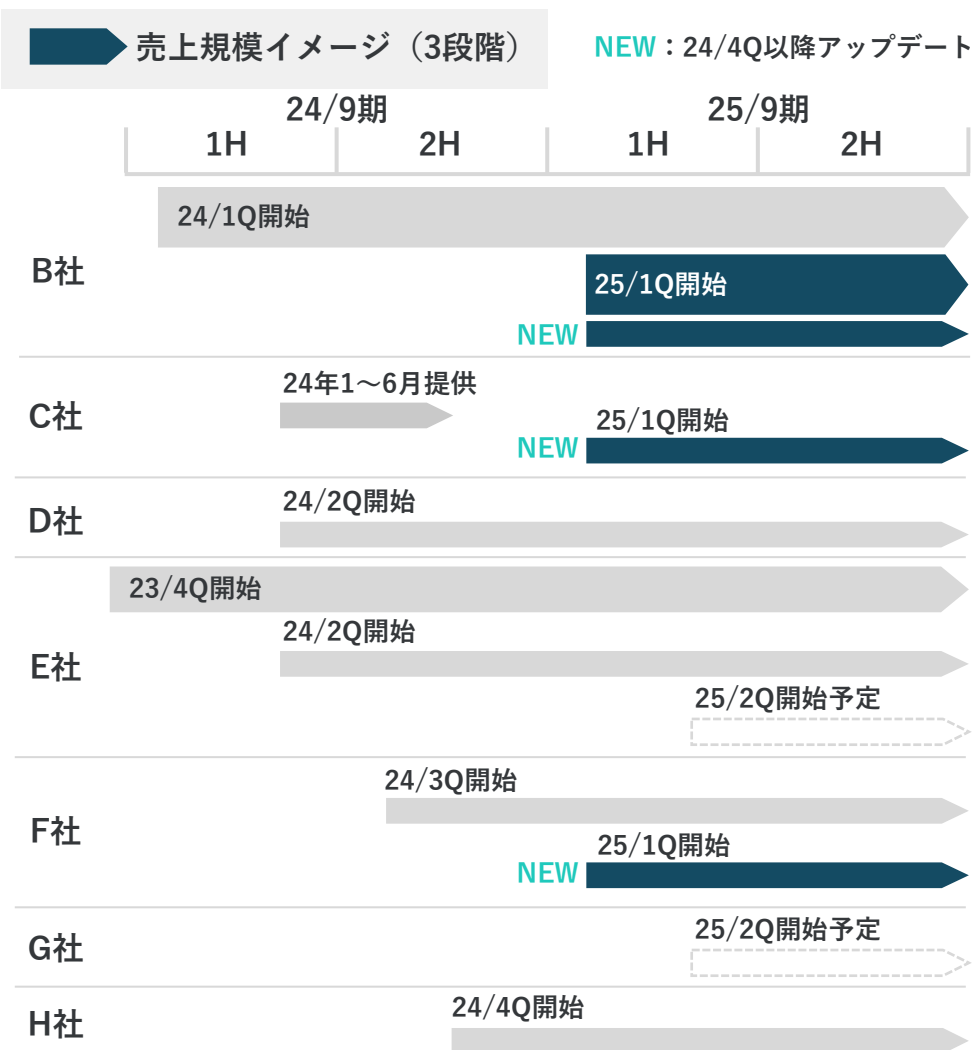 売上規模イメージ（3段階）
NEW：24/4Q以降アップデート
24/9期
25/9期
1H
2H
1H
2H
24/1Q開始
B社
25/1Q開始
NEW
24年1～6月提供
C社
25/1Q開始
NEW
24/2Q開始
D社
23/4Q開始
24/2Q開始
E社
25/2Q開始予定
24/3Q開始
F社
25/1Q開始
NEW
25/2Q開始予定
G社
24/4Q開始
H社